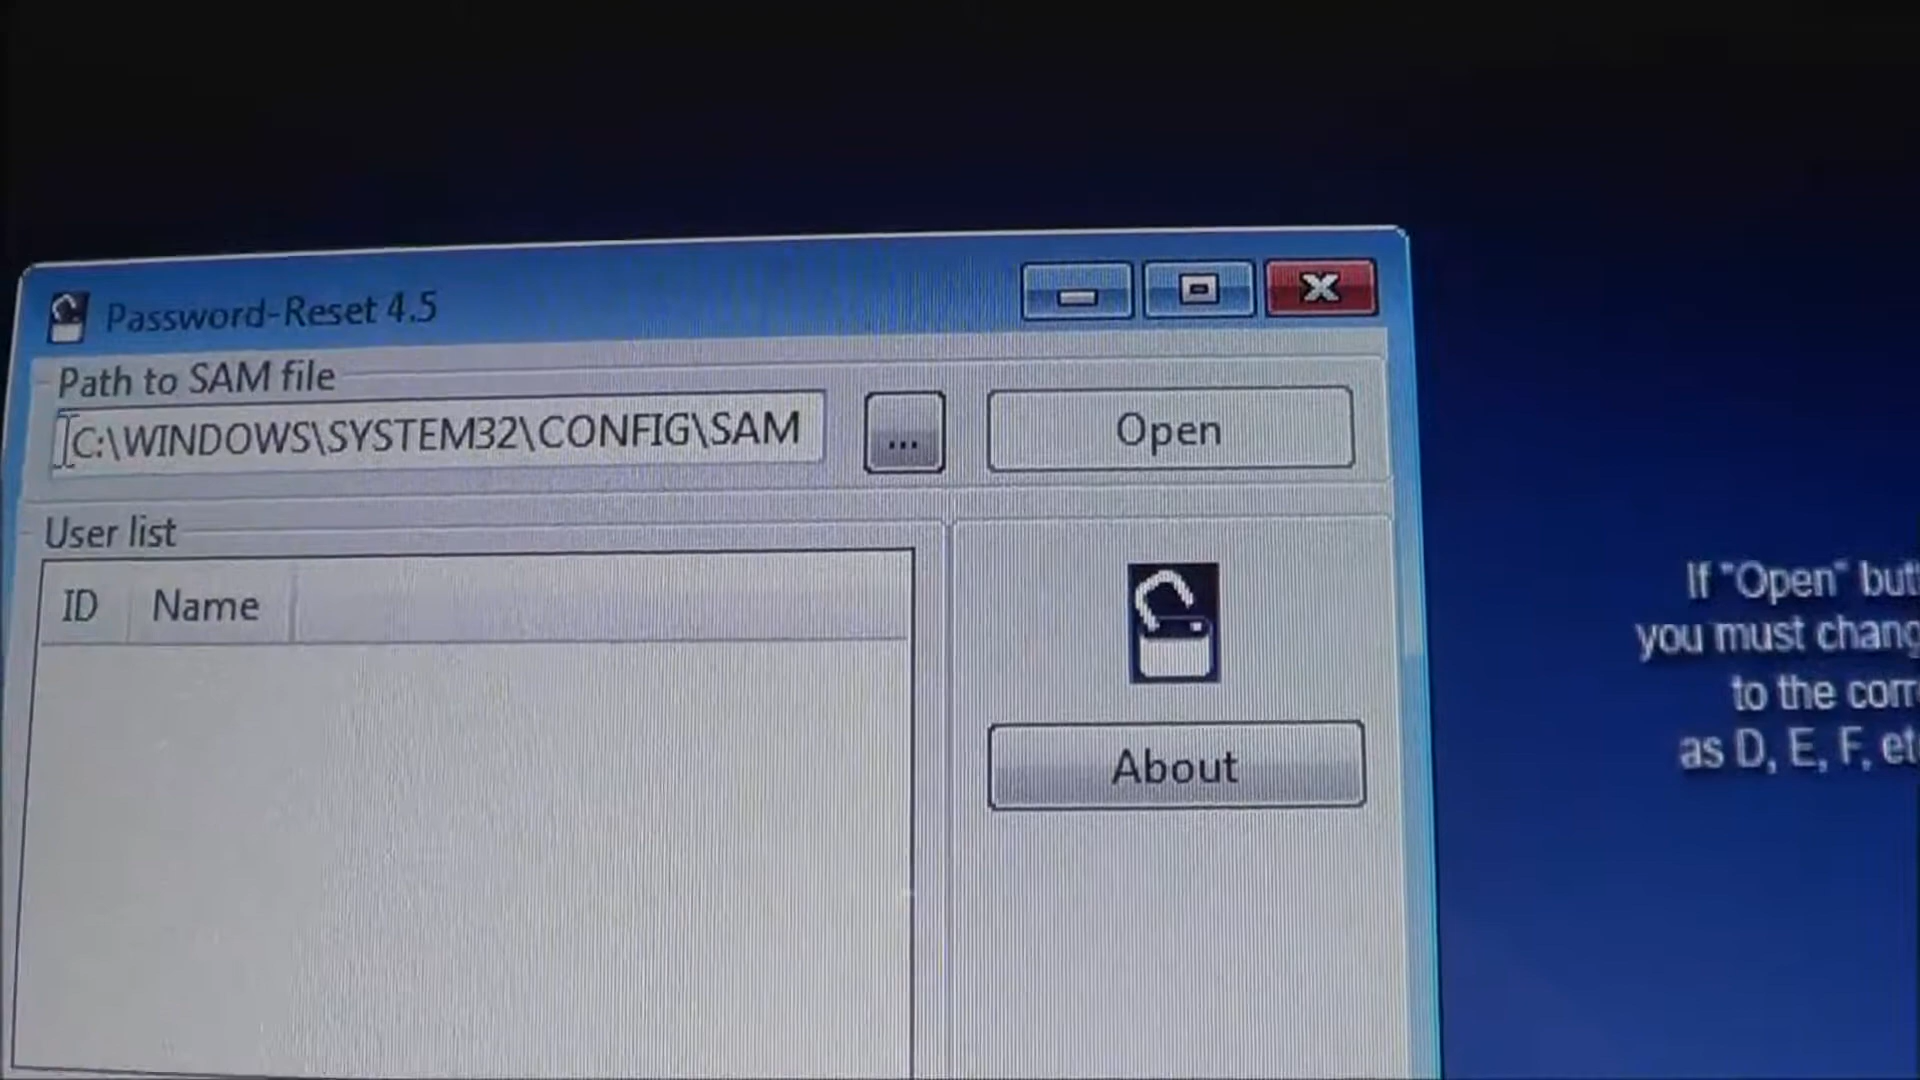 Password-Reset 4.5
Path to SAM file
C:\WINDOWS\SYSTEM32\CONFIG\SAM
...
Open
User list
ID
Name
About
If "Open"
you must
to the
as D, E, F,